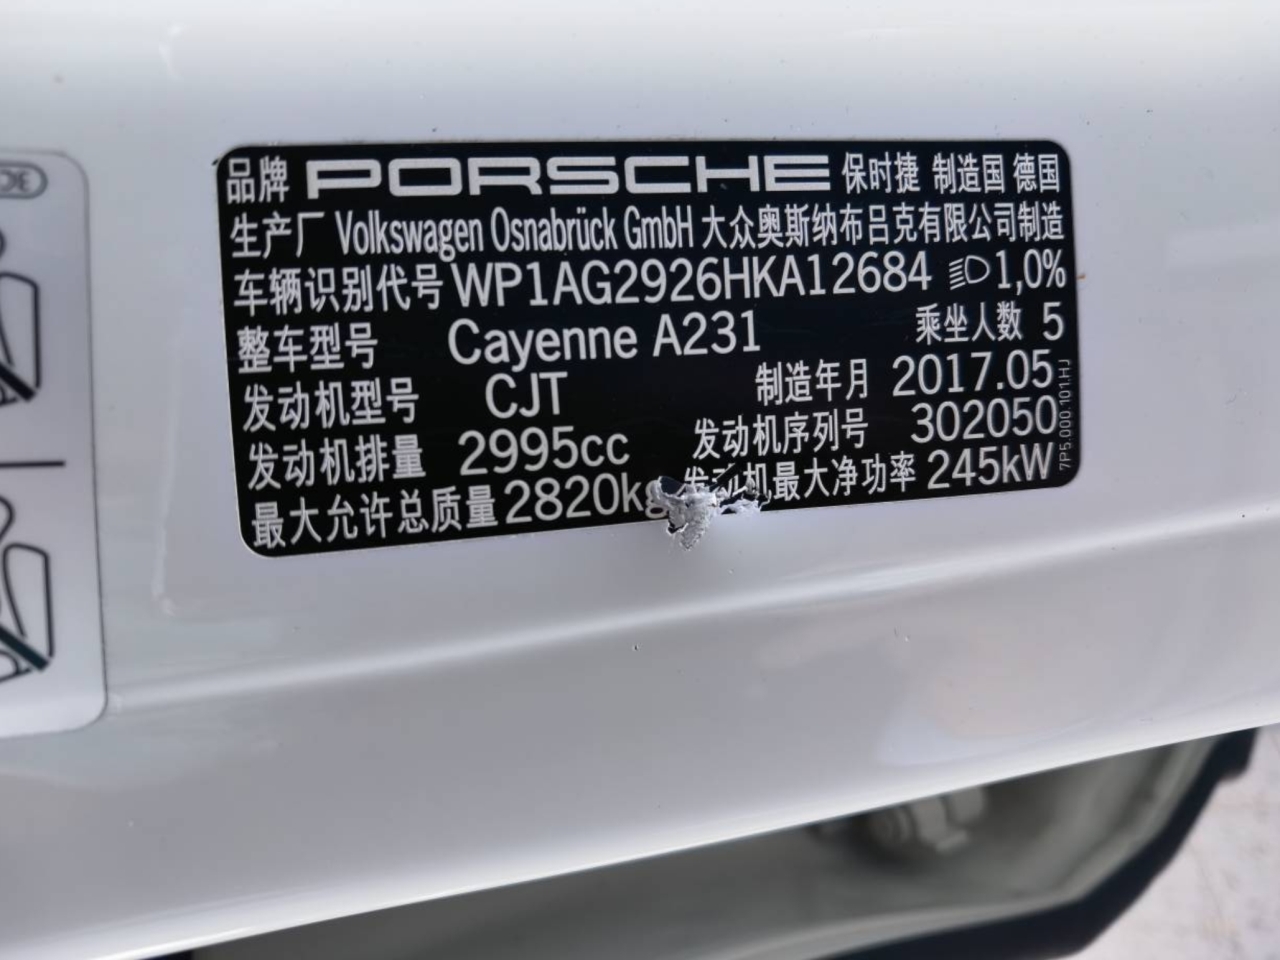 品牌 PORSCHE 保时捷 制造国 德国
生产厂 Volkswagen Osnabrück GmbH 大众奥斯纳布吕克有限公司制造
车辆识别代号 WP1AG2926HKA12684 1,0%
整车型号 Cayenne A231 乘坐人数 5
发动机型号 CJT 制造年月 2017.05
发动机排量 2995cc 发动机序列号 302050
最大允许总质量 2820kg 发动机最大净功率 245kW
7P5.000.101.HJ